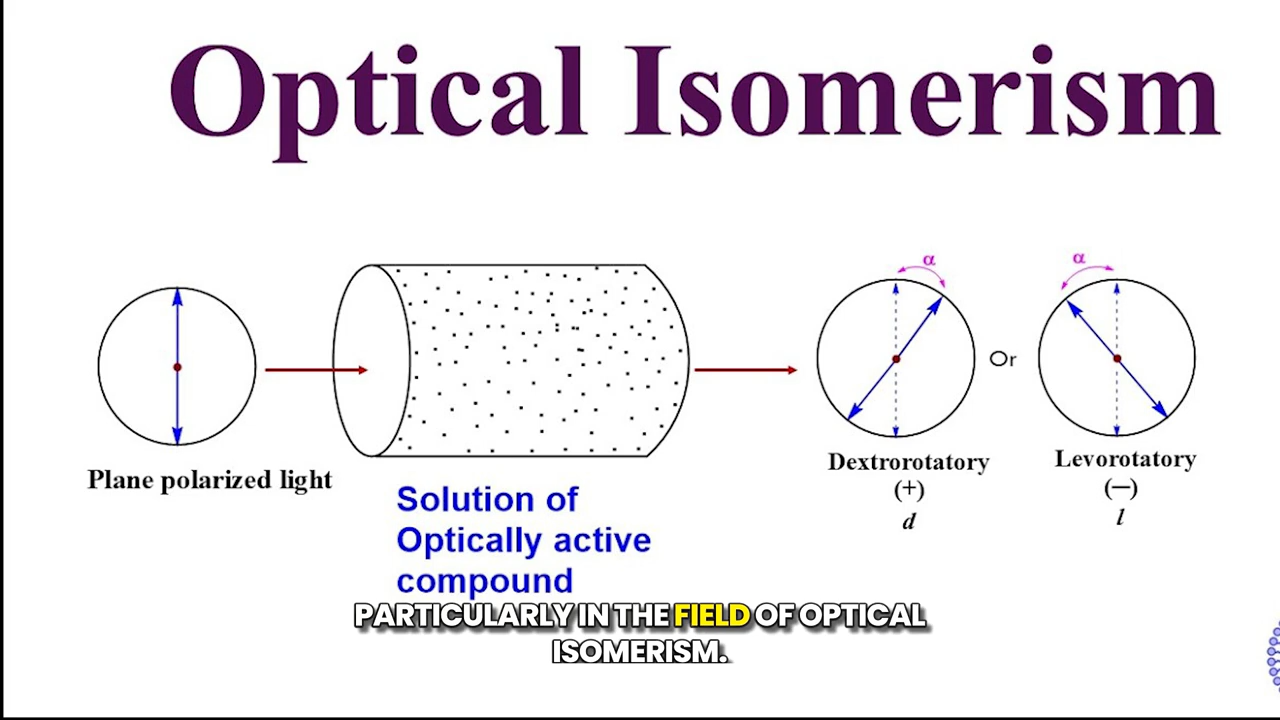 Optical Isomerism
α
α
Or
Plane polarized light
Dextrorotatory
(+)
d
Levorotatory
(–)
l
Solution of
Optically active
compound
PARTICULARLY IN THE FIELD OF OPTICAL
ISOMERISM.